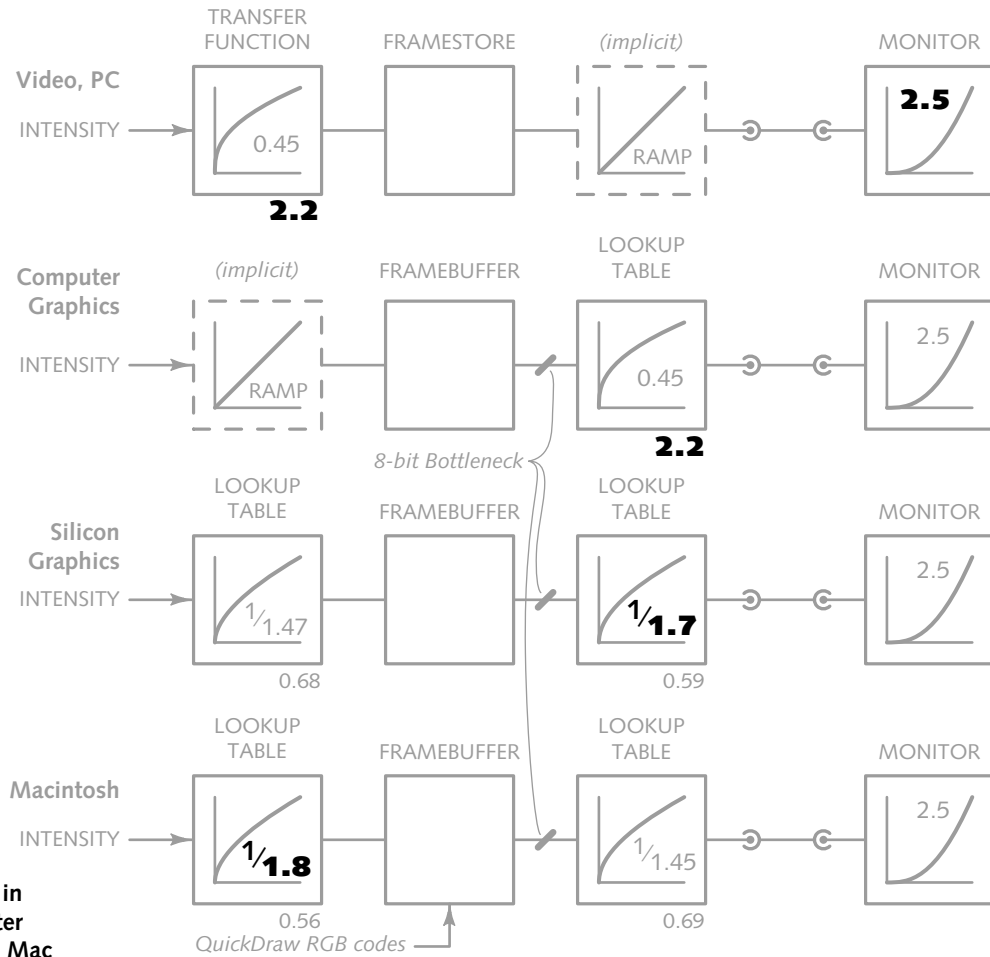 TRANSFER
FUNCTION
FRAMESTORE
(implicit)
MONITOR
Video, PC
INTENSITY
0.45
RAMP
2.5
2.2
Computer
Graphics
(implicit)
FRAMEBUFFER
LOOKUP
TABLE
MONITOR
INTENSITY
RAMP
0.45
2.5
2.2
8-bit Bottleneck
Silicon
Graphics
LOOKUP
TABLE
FRAMEBUFFER
LOOKUP
TABLE
MONITOR
INTENSITY
1/1.47
1/1.7
2.5
0.68
0.59
Macintosh
LOOKUP
TABLE
FRAMEBUFFER
LOOKUP
TABLE
MONITOR
INTENSITY
1/1.8
1/1.45
2.5
0.56
0.69
QuickDraw RGB codes
in
ter
Mac